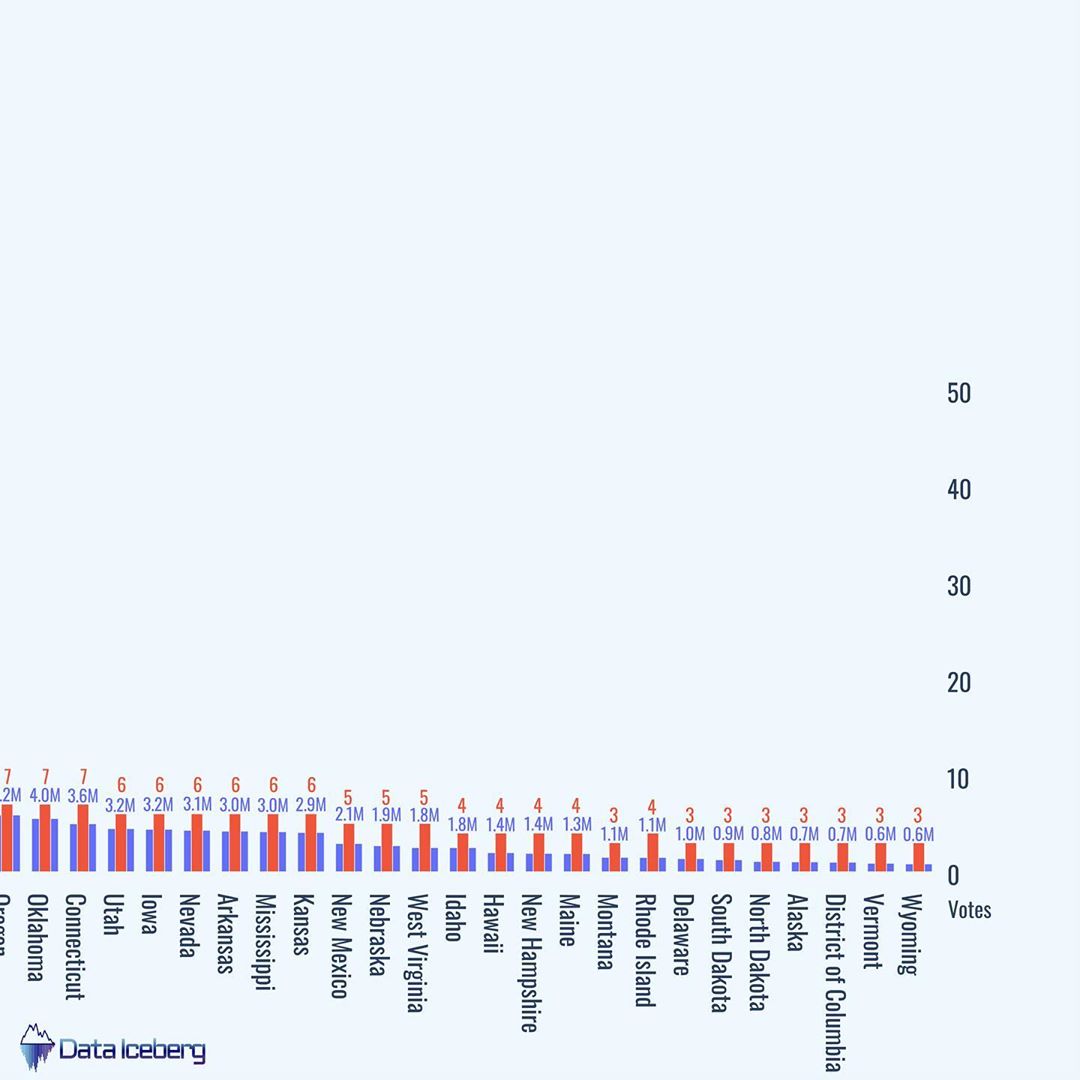 50
40
30
20
10
0
Votes
7 7 7 6 6 6 6 6 6 5 5 5 4 4 4 4 3 4 3 3 3 3 3 3 3
.2M 4.0M 3.6M 3.2M 3.2M 3.1M 3.0M 3.0M 2.9M 2.1M 1.9M 1.8M 1.8M 1.4M 1.4M 1.3M 1.1M 1.1M 1.0M 0.9M 0.8M 0.7M 0.7M 0.6M 0.6M
Oregon
Oklahoma
Connecticut
Utah
Iowa
Nevada
Arkansas
Mississippi
Kansas
New Mexico
Nebraska
West Virginia
Idaho
Hawaii
New Hampshire
Maine
Montana
Rhode Island
Delaware
South Dakota
North Dakota
Alaska
District of Columbia
Vermont
Wyoming
Data Iceberg